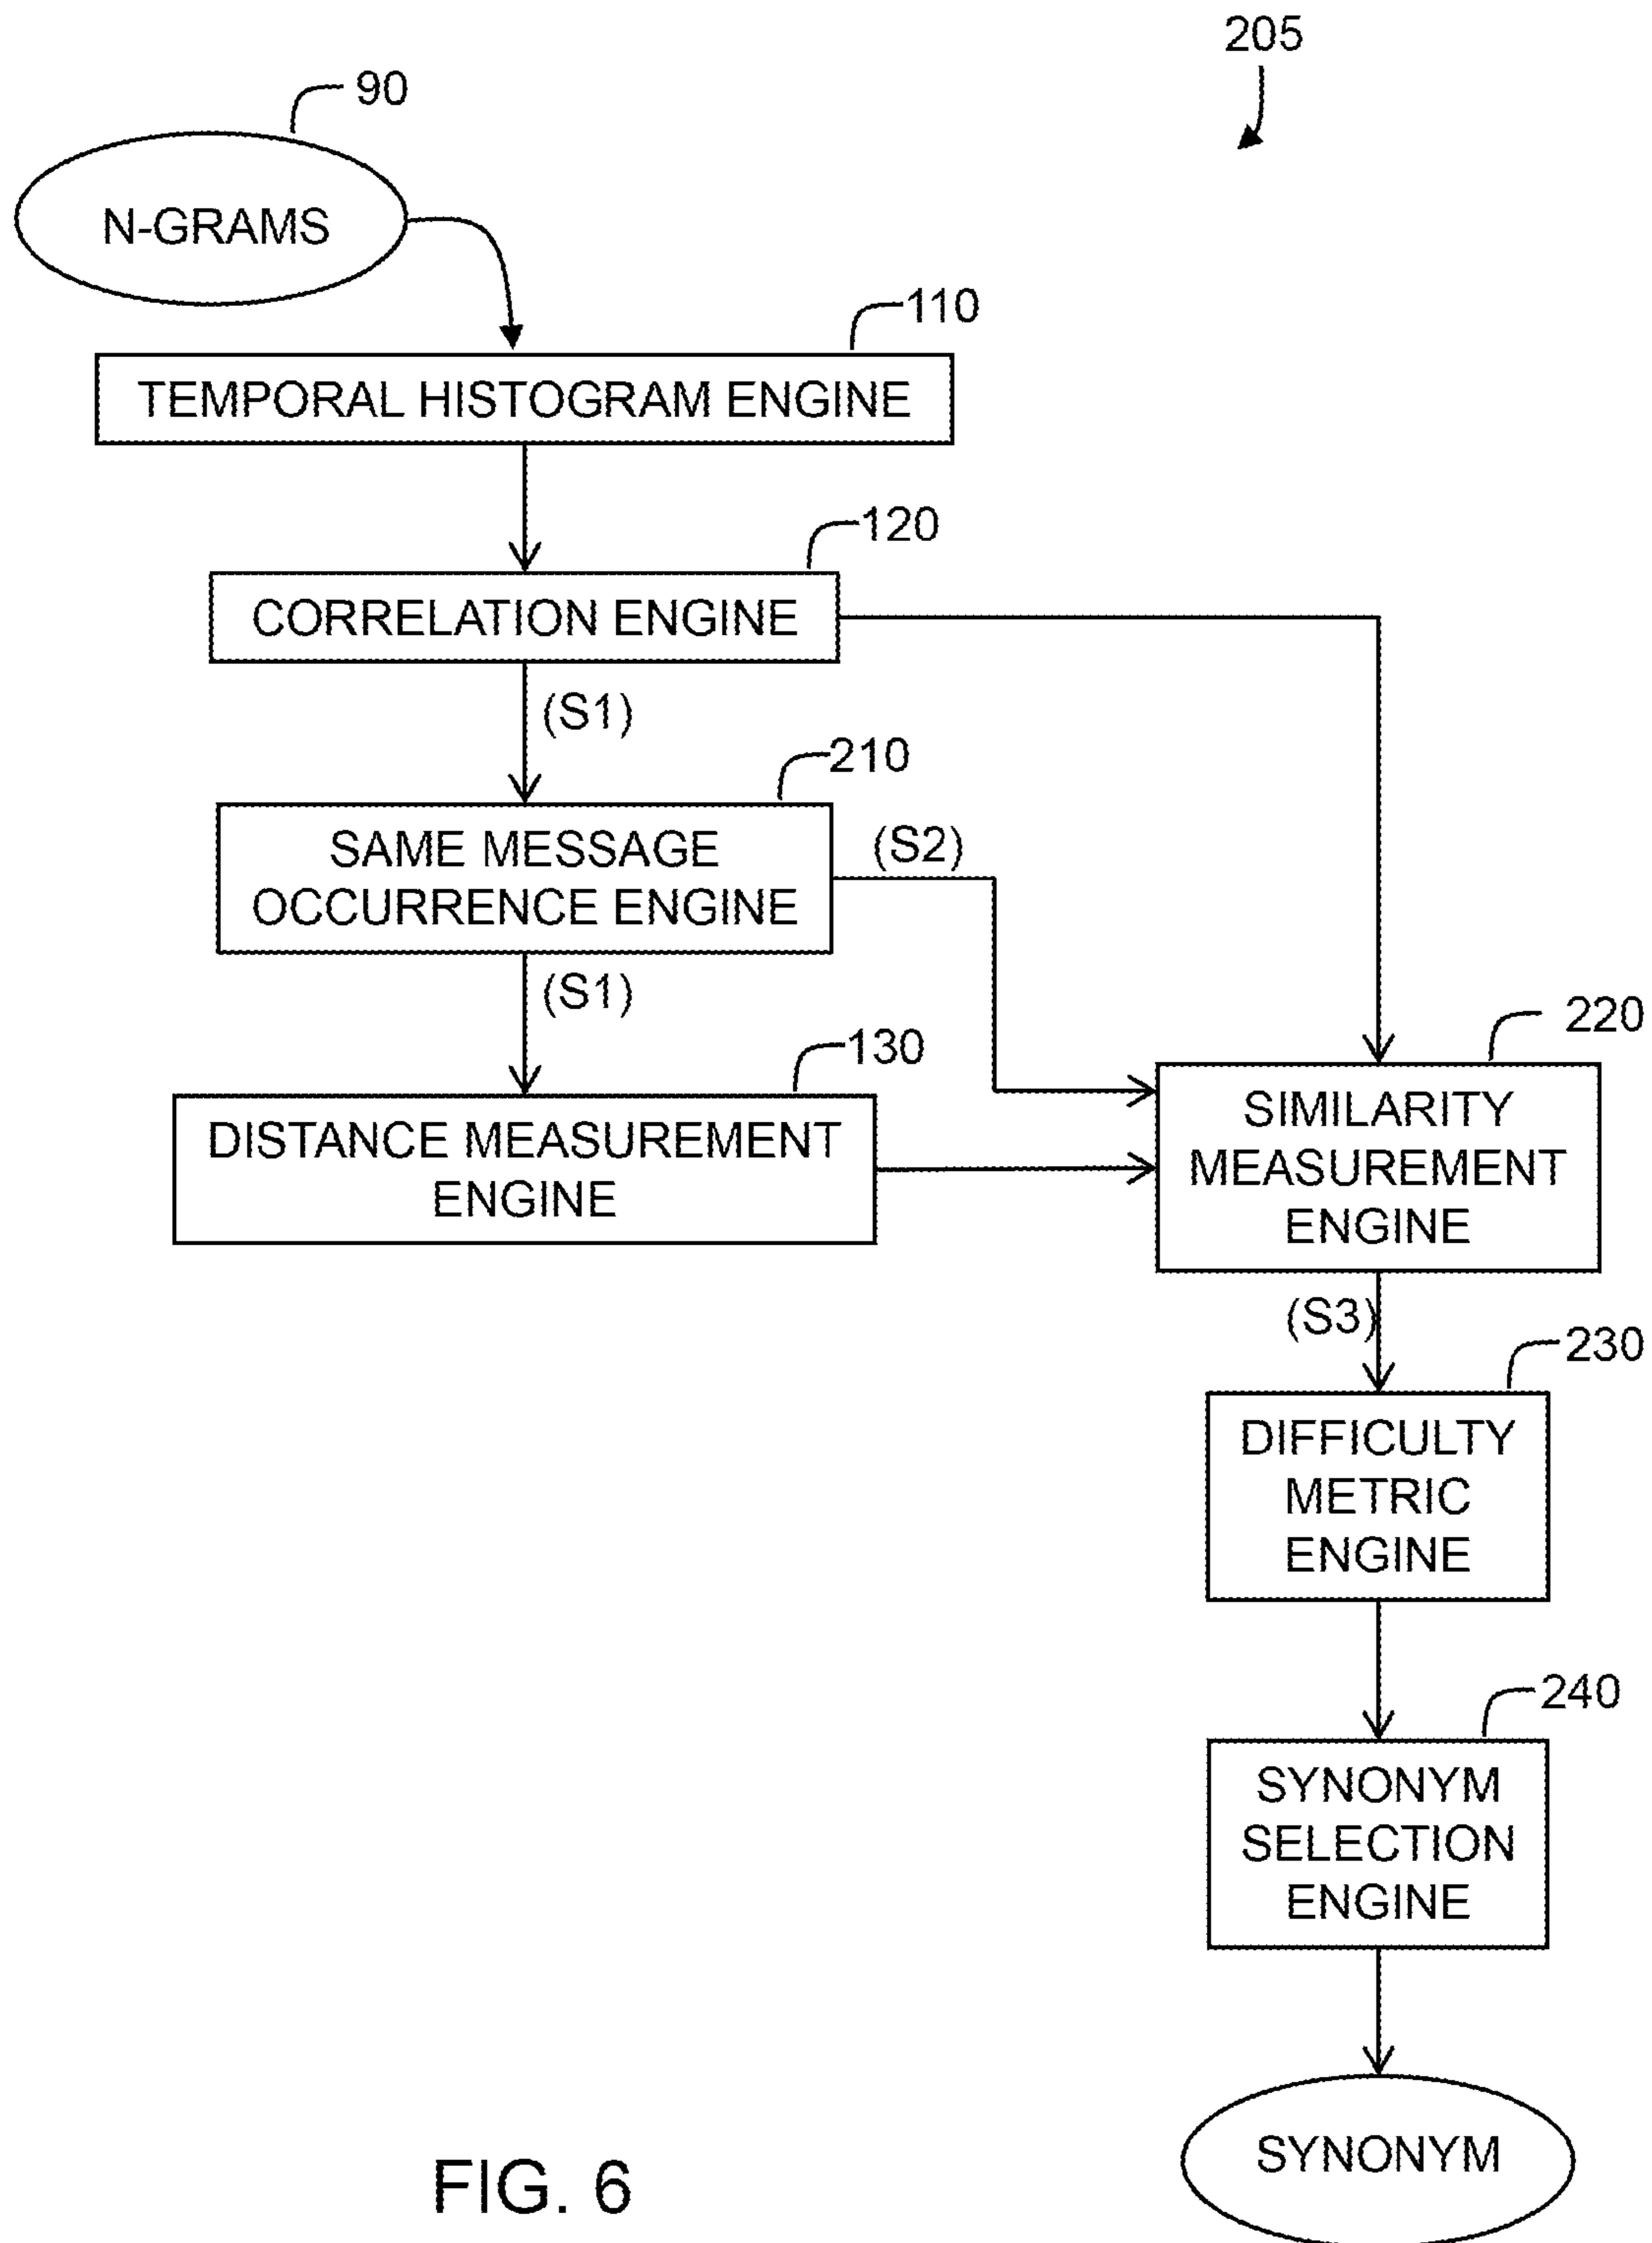 205
90
N-GRAMS
110
TEMPORAL HISTOGRAM ENGINE
120
CORRELATION ENGINE
(S1)
210
SAME MESSAGE
OCCURRENCE ENGINE
(S2)
(S1)
130
DISTANCE MEASUREMENT
ENGINE
220
SIMILARITY
MEASUREMENT
ENGINE
(S3)
230
DIFFICULTY
METRIC
ENGINE
240
SYNONYM
SELECTION
ENGINE
SYNONYM
FIG. 6